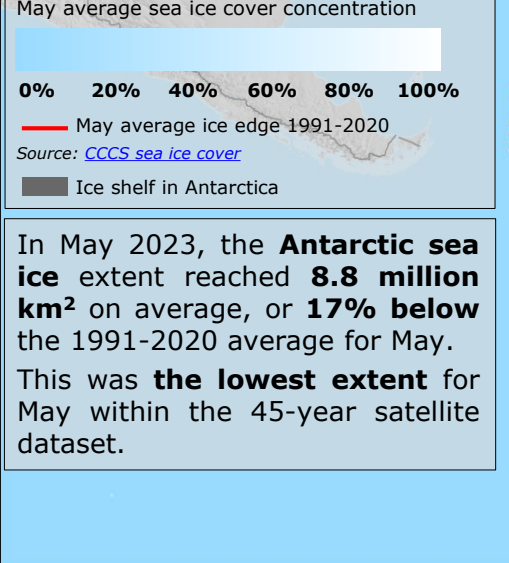 May average sea ice cover concentration
0% 20% 40% 60% 80% 100%
May average ice edge 1991-2020
Source: CCCS sea ice cover
Ice shelf in Antarctica
In May 2023, the Antarctic sea
ice extent reached 8.8 million
km² on average, or 17% below
the 1991-2020 average for May.
This was the lowest extent for
May within the 45-year satellite
dataset.